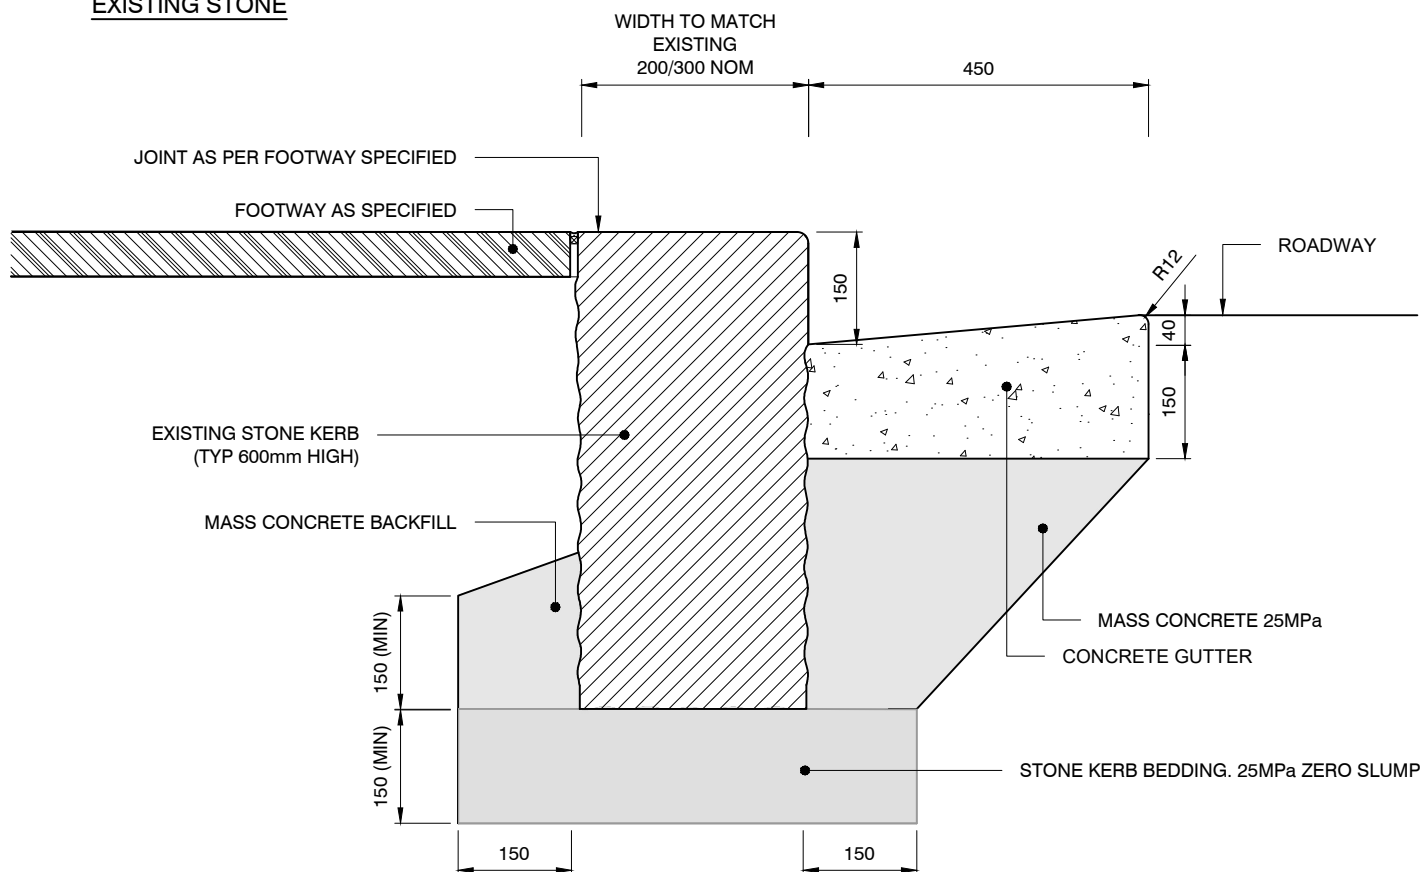 EXISTING STONE
WIDTH TO MATCH
EXISTING
200/300 NOM
450
JOINT AS PER FOOTWAY SPECIFIED
FOOTWAY AS SPECIFIED
150
R12
ROADWAY
40
150
EXISTING STONE KERB
(TYP 600mm HIGH)
MASS CONCRETE BACKFILL
150 (MIN)
MASS CONCRETE 25MPa
CONCRETE GUTTER
150 (MIN)
STONE KERB BEDDING. 25MPa ZERO SLUMP
150
150